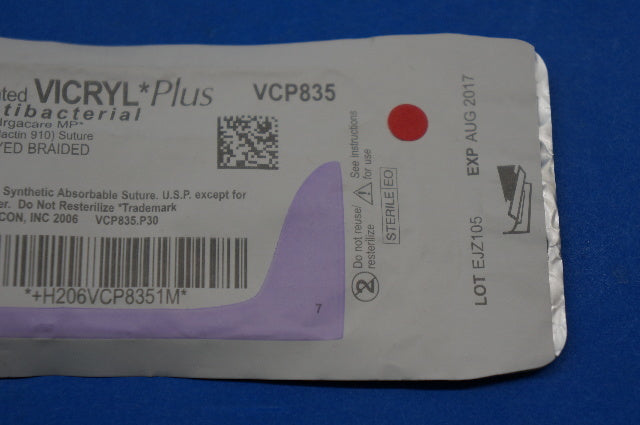 ted VICRYL* Plus VCP835
tibacterial
rgacare MP*
lactin 910) Suture
YED BRAIDED
Synthetic Absorbable Suture. U.S.P. except for
er. Do Not Resterilize *Trademark
CON, INC 2006 VCP835.P30
*+H206VCP8351M*
7
Do not reuse/
resterilize
See instructions
for use
STERILE EO
LOT EJZ105 EXP AUG 2017